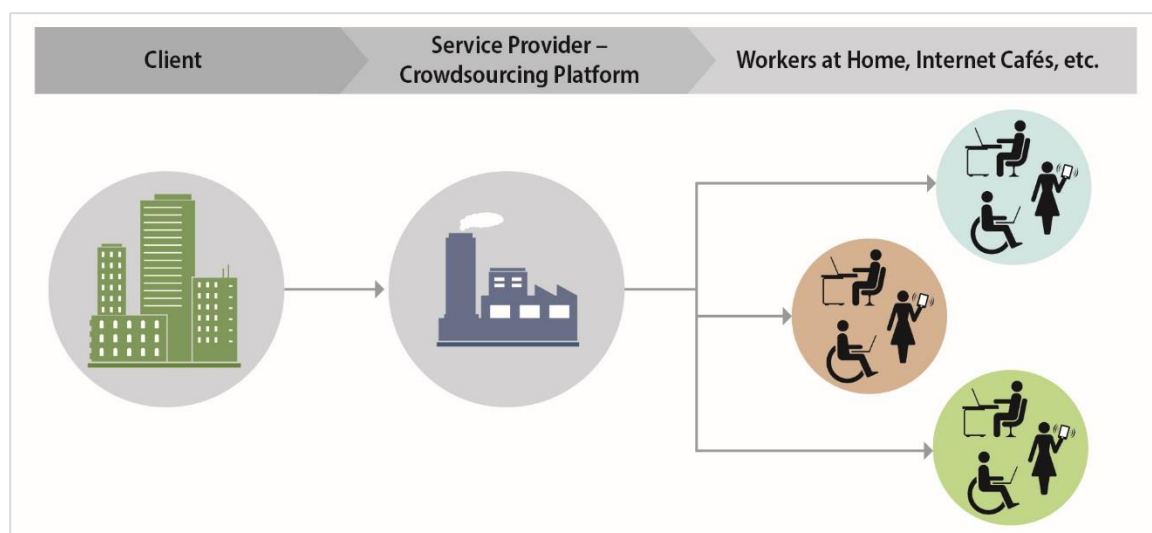 Client
Service Provider –
Crowdsourcing Platform
Workers at Home, Internet Cafés, etc.